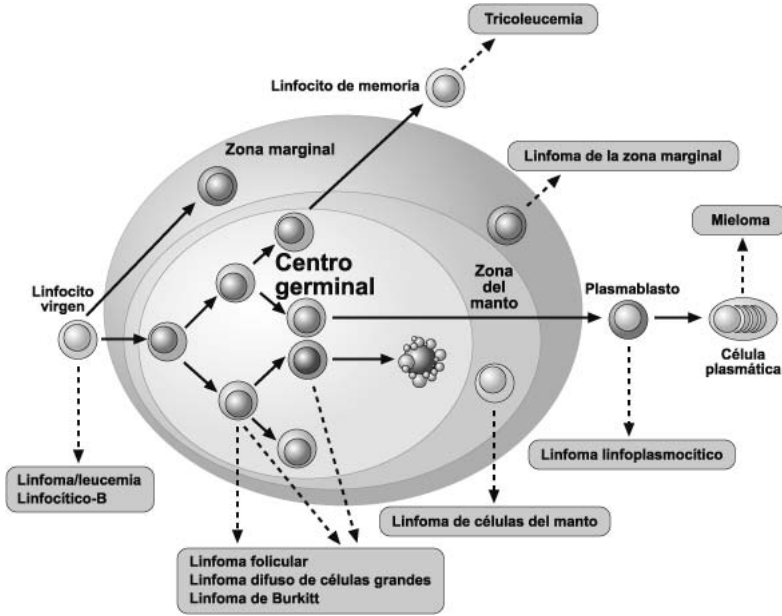 Tricoleucemia
Linfocito de memoria
Zona marginal
Linfoma de la zona marginal
Mieloma
Centro
germinal
Zona
del
manto
Plasmablasto
Linfocito
virgen
Célula
plasmática
Linfoma linfoplasmocítico
Linfoma/leucemia
Linfocítico-B
Linfoma de células del manto
Linfoma folicular
Linfoma difuso de células grandes
Linfoma de Burkitt